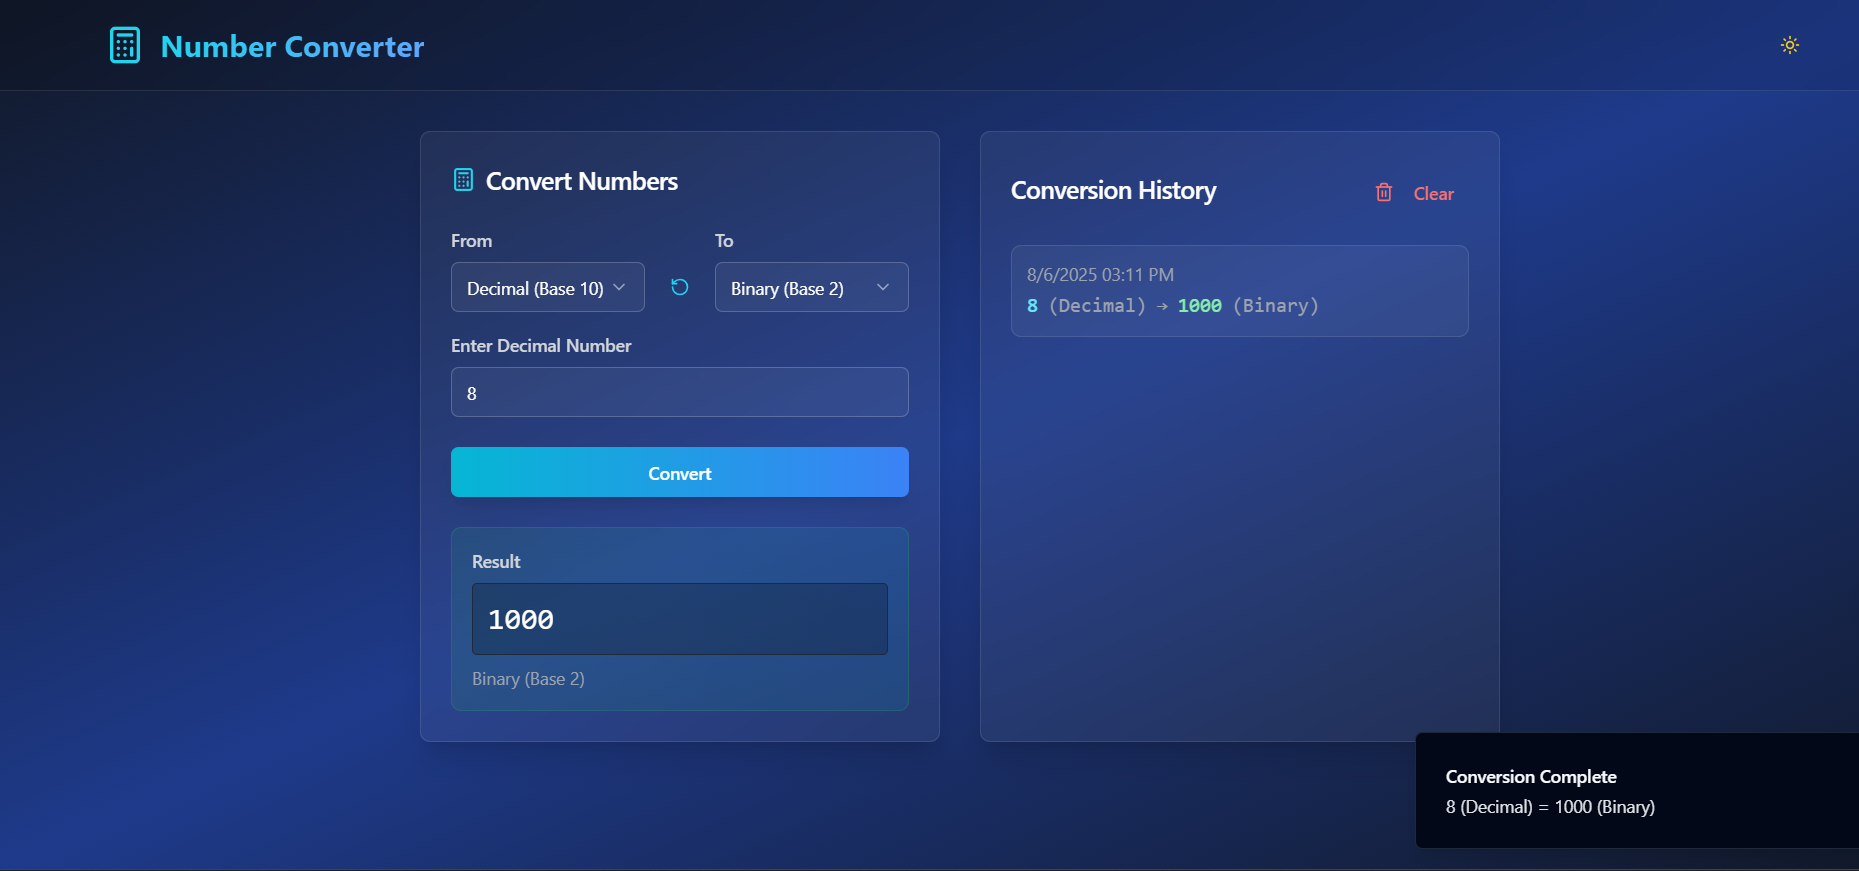 Number Converter
Convert Numbers
From
To
Decimal (Base 10)
Binary (Base 2)
Enter Decimal Number
8
Convert
Result
1000
Binary (Base 2)
Conversion History
Clear
8/6/2025 03:11 PM
8 (Decimal) → 1000 (Binary)
Conversion Complete
8 (Decimal) = 1000 (Binary)